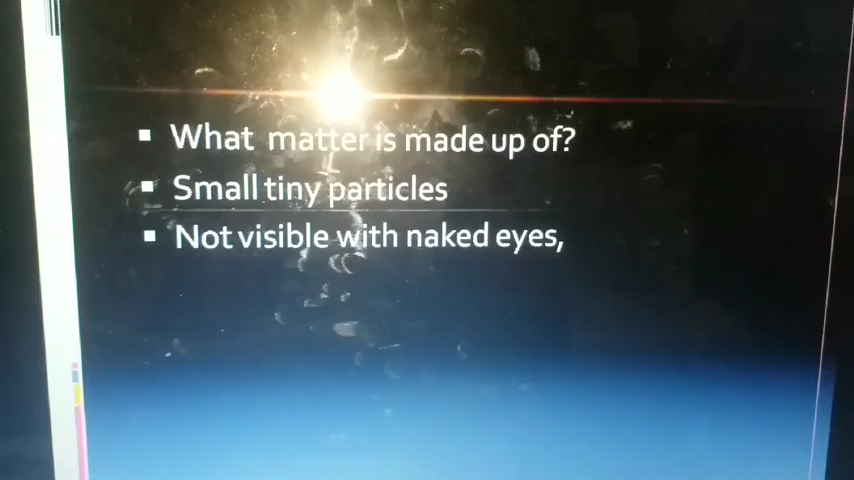 What matter is made up of?
Small tiny particles
Not visible with naked eyes,